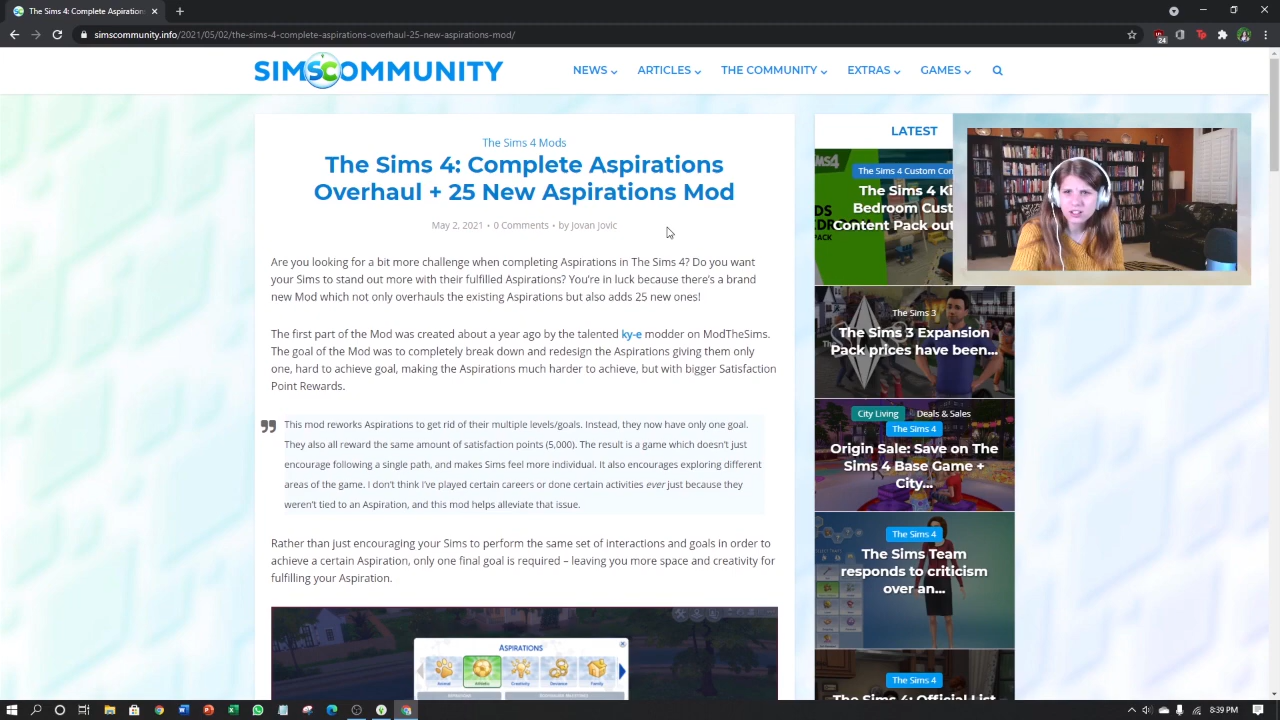 The Sims 4 Complete Aspirations
simscommunity.info/2021/05/02/the-sims-4-complete-aspirations-overhaul-25-new-aspirations-mod/
24
SIMSCOMMUNITY
NEWS
ARTICLES
THE COMMUNITY
EXTRAS
GAMES
The Sims 4 Mods
The Sims 4: Complete Aspirations
Overhaul + 25 New Aspirations Mod
May 2, 2021 • 0 Comments • by Jovan Jovic
Are you looking for a bit more challenge when completing Aspirations in The Sims 4? Do you want
your Sims to stand out more with their fulfilled Aspirations? You're in luck because there's a brand
new Mod which not only overhauls the existing Aspirations but also adds 25 new ones!
The first part of the Mod was created about a year ago by the talented ky-e modder on ModTheSims.
The goal of the Mod was to completely break down and redesign the Aspirations giving them only
one, hard to achieve goal, making the Aspirations much harder to achieve, but with bigger Satisfaction
Point Rewards.
This mod reworks Aspirations to get rid of their multiple levels/goals. Instead, they now have only one goal.
They also all reward the same amount of satisfaction points (5,000). The result is a game which doesn't just
encourage following a single path, and makes Sims feel more individual. It also encourages exploring different
areas of the game. I don't think I've played certain careers or done certain activities ever just because they
weren't tied to an Aspiration, and this mod helps alleviate that issue.
Rather than just encouraging your Sims to perform the same set of interactions and goals in order to
achieve a certain Aspiration, only one final goal is required – leaving you more space and creativity for
fulfilling your Aspiration.
ASPIRATIONS
LATEST
The Sims 4 Custom Con
The Sims 4 Ki
Bedroom Cust
Content Pack out
The Sims 3
The Sims 3 Expansion
Pack prices have been...
City Living
Deals & Sales
The Sims 4
Origin Sale: Save on The
Sims 4 Base Game +
City...
The Sims 4
The Sims Team
responds to criticism
over an...
The Sims 4
The Sims 4: Official List
8:39 PM